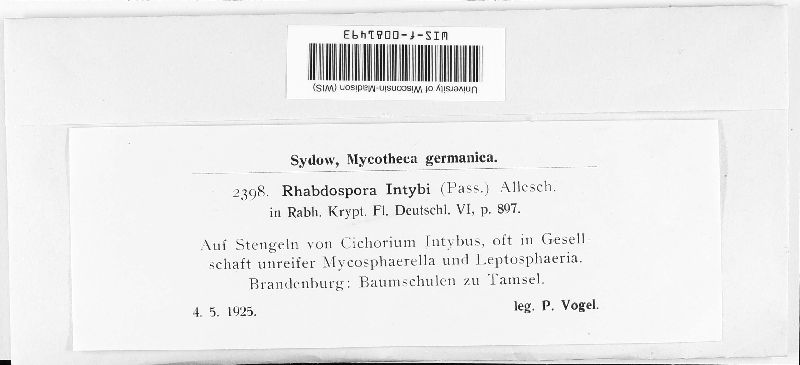 WIS-f-0081493
University of Wisconsin-Madison (WIS)
Sydow, Mycotheca germanica.
2398. Rhabdospora Intybi (Pass.) Allesch.
in Rabh. Krypt. Fl. Deutschl. VI, p. 897.
Auf Stengeln von Cichorium Intybus, oft in Gesell-
schaft unreifer Mycosphaerella und Leptosphaeria.
Brandenburg: Baumschulen zu Tamsel.
4. 5. 1925. leg. P. Vogel.